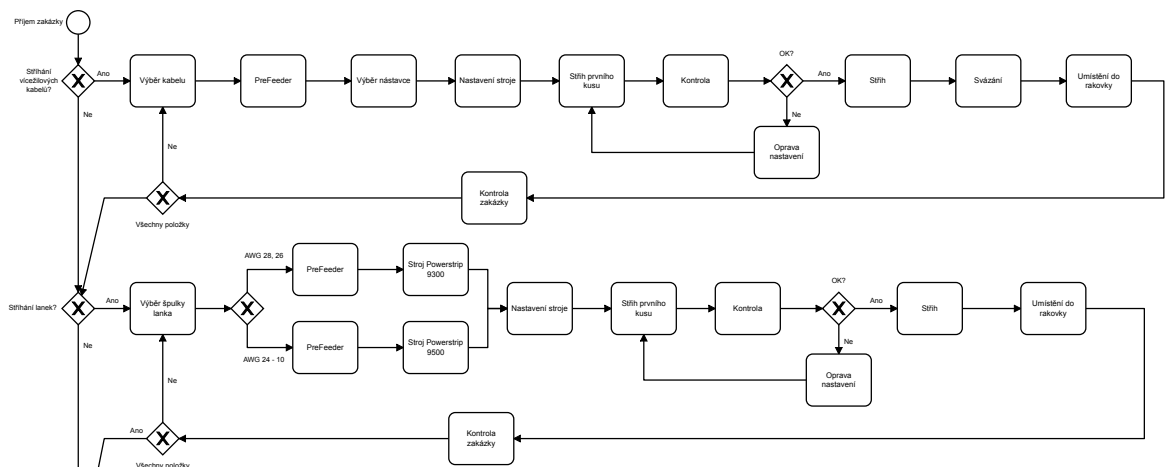 Příjem zakázky
Stříhání
vícežilových
kabelů?
Ano
Ne
Výběr kabelu
PreFeeder
Výběr nástavce
Nastavení stroje
Střih prvního
kusu
Kontrola
OK?
Ano
Ne
Oprava
nastavení
Střih
Svázání
Umístění do
rakovky
Kontrola
zakázky
Ne
Všechny položky
Stříhání lanek?
Ano
Ne
Výběr špulky
lanka
AWG 28, 26
AWG 24 - 10
PreFeeder
Stroj Powerstrip
9300
PreFeeder
Stroj Powerstrip
9500
Nastavení stroje
Střih prvního
kusu
Kontrola
OK?
Ano
Ne
Oprava
nastavení
Střih
Umístění do
rakovky
Kontrola
zakázky
Ne
Ano
Všechny položky